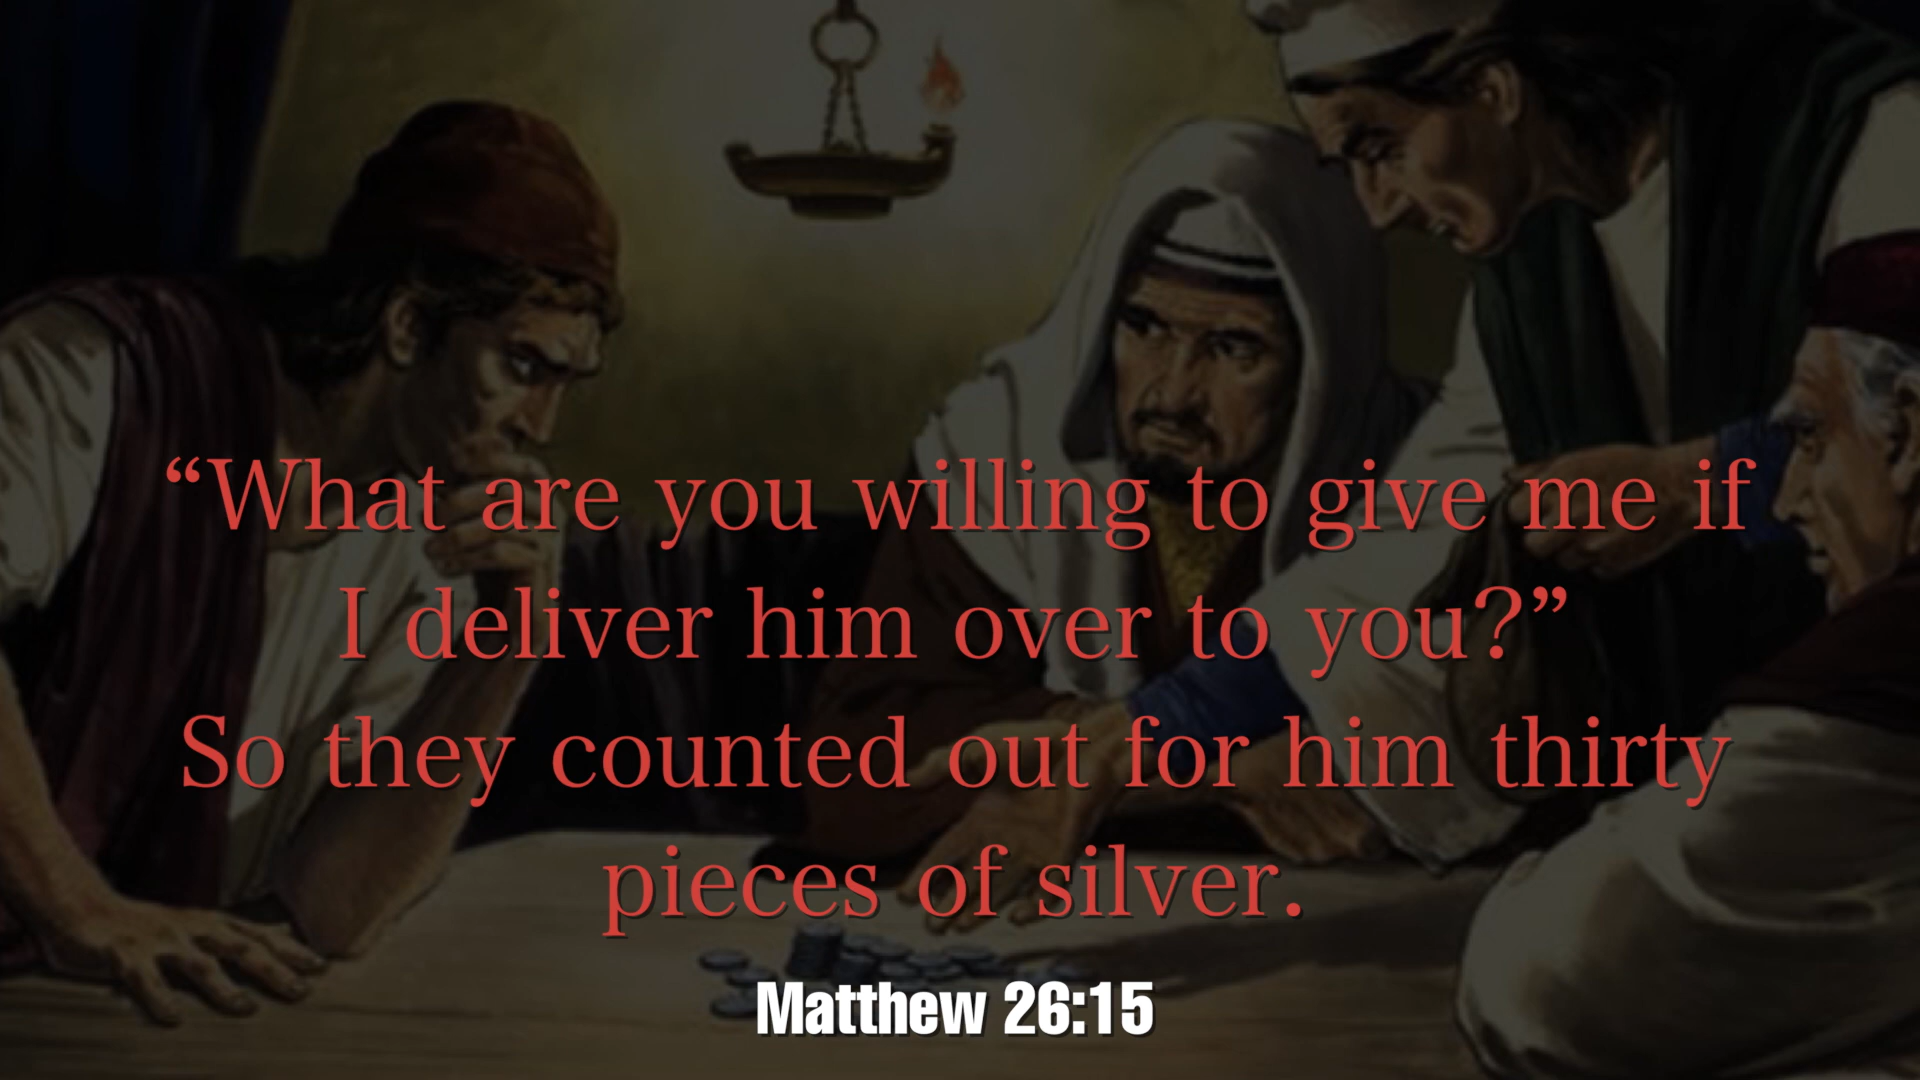 “What are you willing to give me if
I deliver him over to you?”
So they counted out for him thirty
pieces of silver.
Matthew 26:15